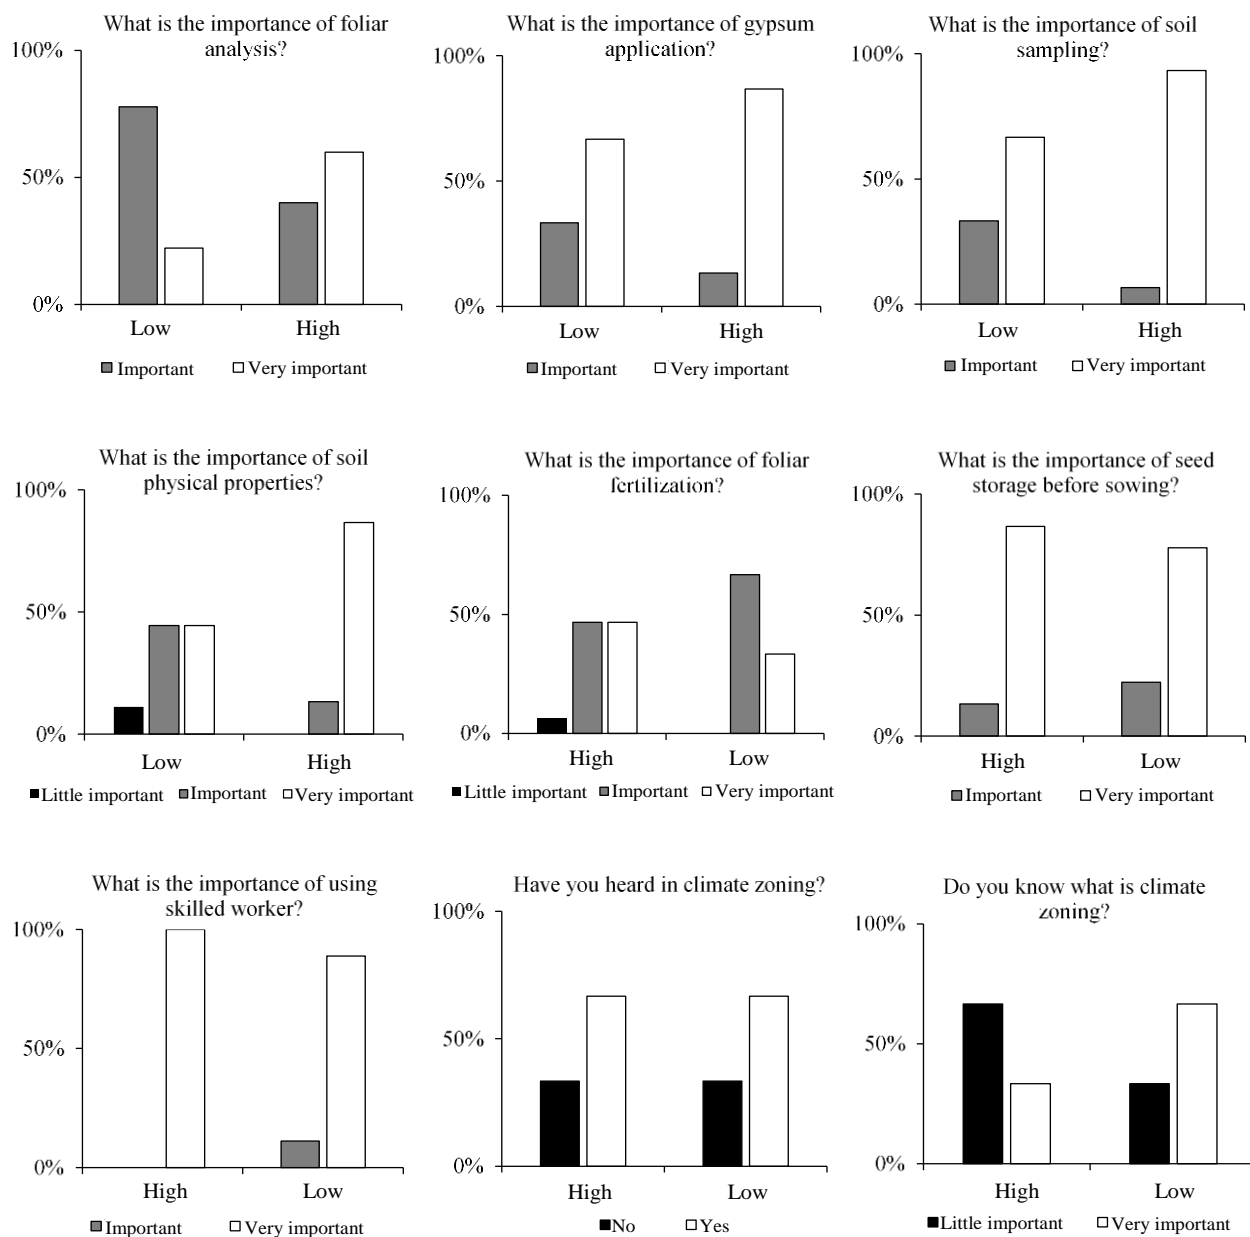 What is the importance of foliar
analysis?
100%
50%
0%
Low High
Important Very important
What is the importance of gypsum
application?
100%
50%
0%
Low High
Important Very important
What is the importance of soil
sampling?
100%
50%
0%
Low High
Important Very important
What is the importance of soil
physical properties?
100%
50%
0%
Low High
Little important Important Very important
What is the importance of foliar
fertilization?
100%
50%
0%
High Low
Little important Important Very important
What is the importance of seed
storage before sowing?
100%
50%
0%
High Low
Important Very important
What is the importance of using
skilled worker?
100%
50%
0%
High Low
Important Very important
Have you heard in climate zoning?
100%
50%
0%
High Low
No Yes
Do you know what is climate
zoning?
100%
50%
0%
High Low
Little important Very important